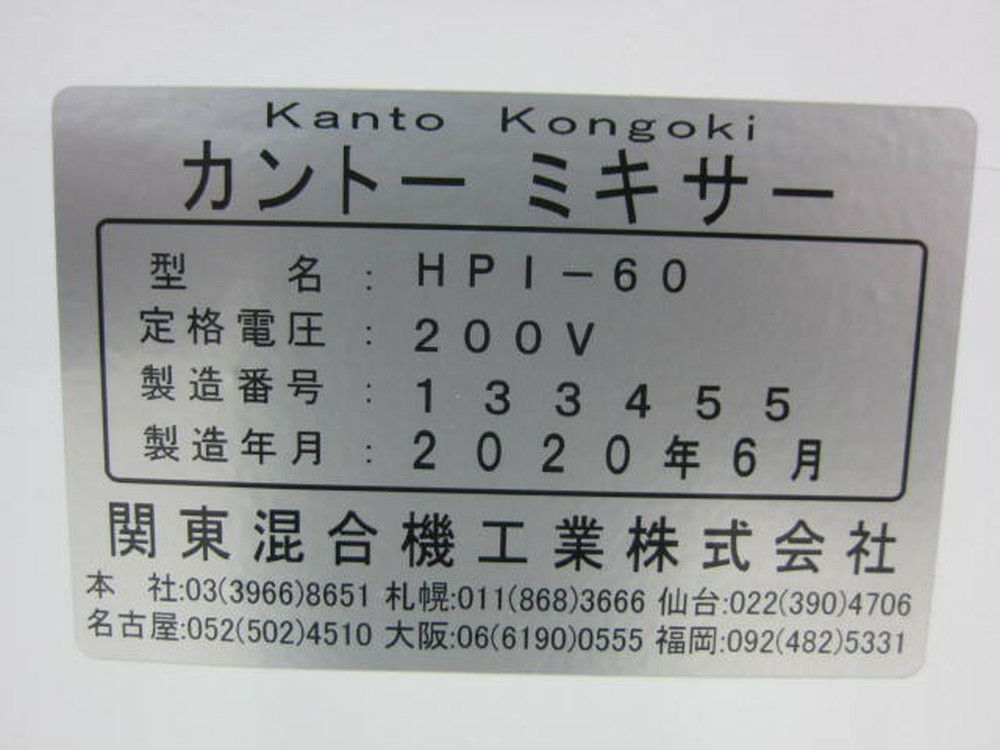 Kanto Kongoki
カントー ミキサー
型 名 : HPI-60
定格電圧 : 200V
製造番号 : 133455
製造年月 : 2020年6月
関東混合機工業株式会社
本 社:03(3966)8651 札幌:011(868)3666 仙台:022(390)4706
名古屋:052(502)4510 大阪:06(6190)0555 福岡:092(482)5331